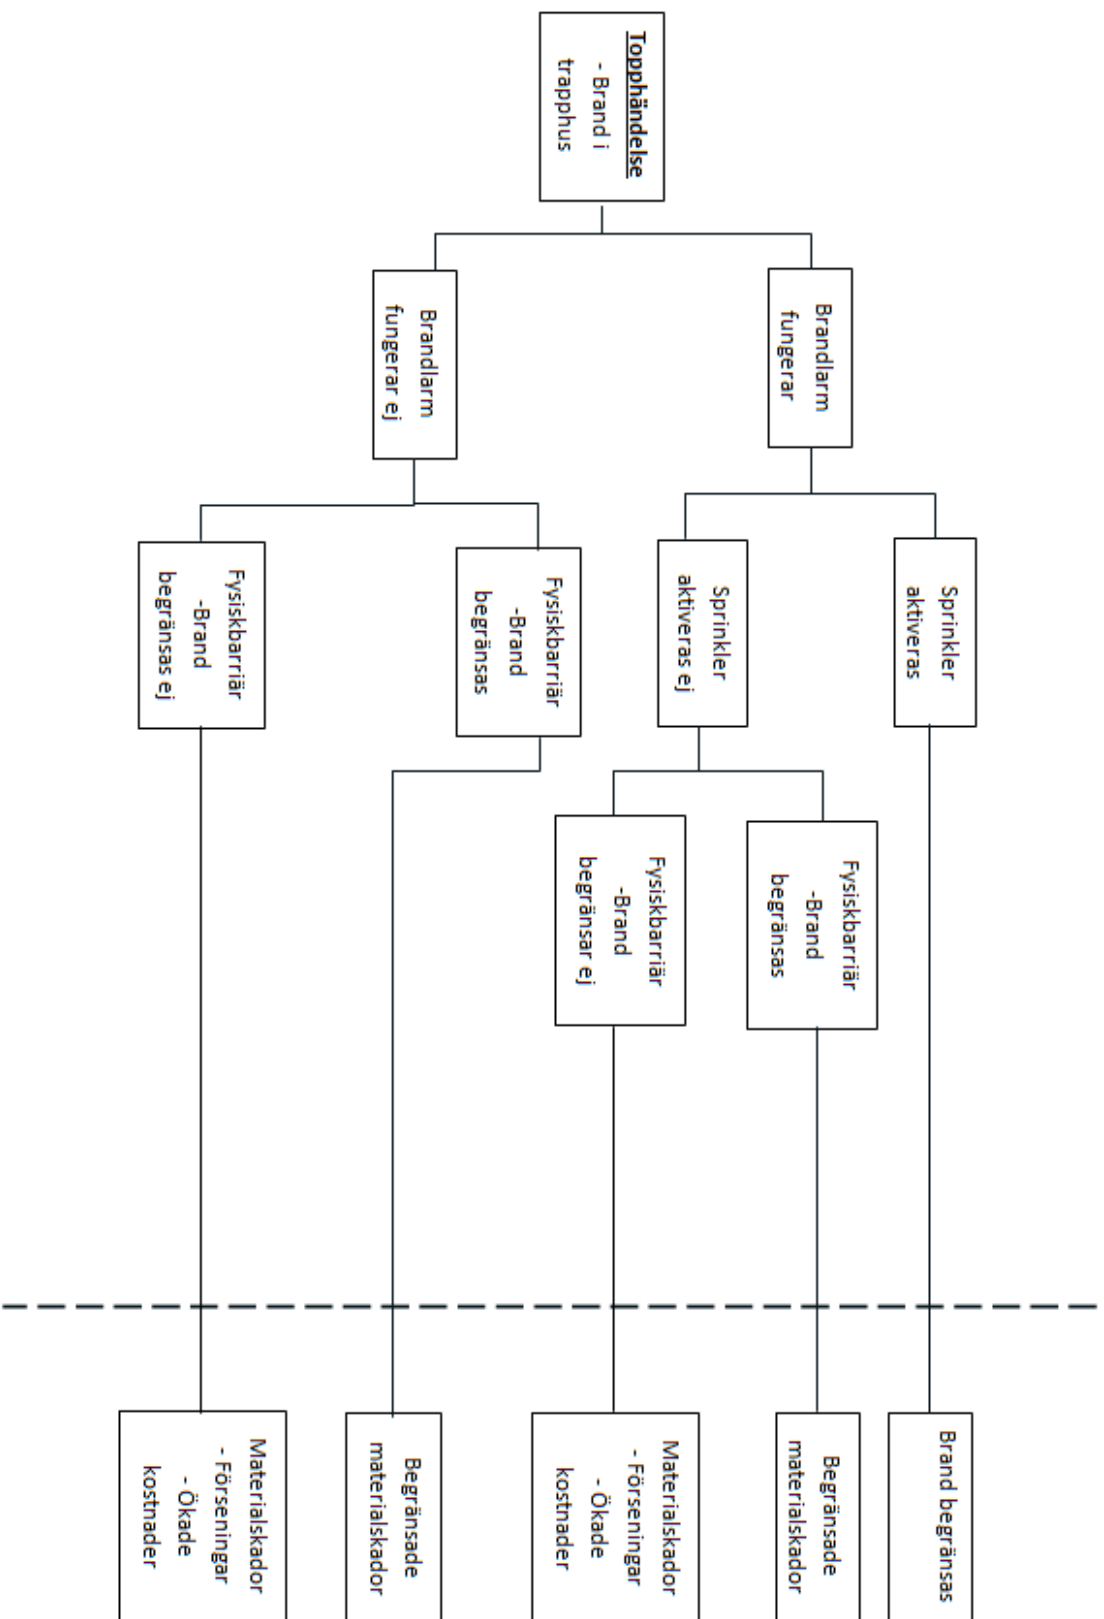 Topphändelse
- Brand i
trapphus
Brandlarm
fungerar
Brandlarm
fungerar ej
Sprinkler
aktiveras
Sprinkler
aktiveras ej
Fysiskbarriär
-Brand
begränsas
Fysiskbarriär
-Brand
begränsas ej
Fysiskbarriär
-Brand
begränsas
Fysiskbarriär
-Brand
begränsar ej
Brand begränsas
Begränsade
materialskador
Materialskador
- Förseningar
- Ökade
kostnader
Begränsade
materialskador
Materialskador
- Förseningar
- Ökade
kostnader